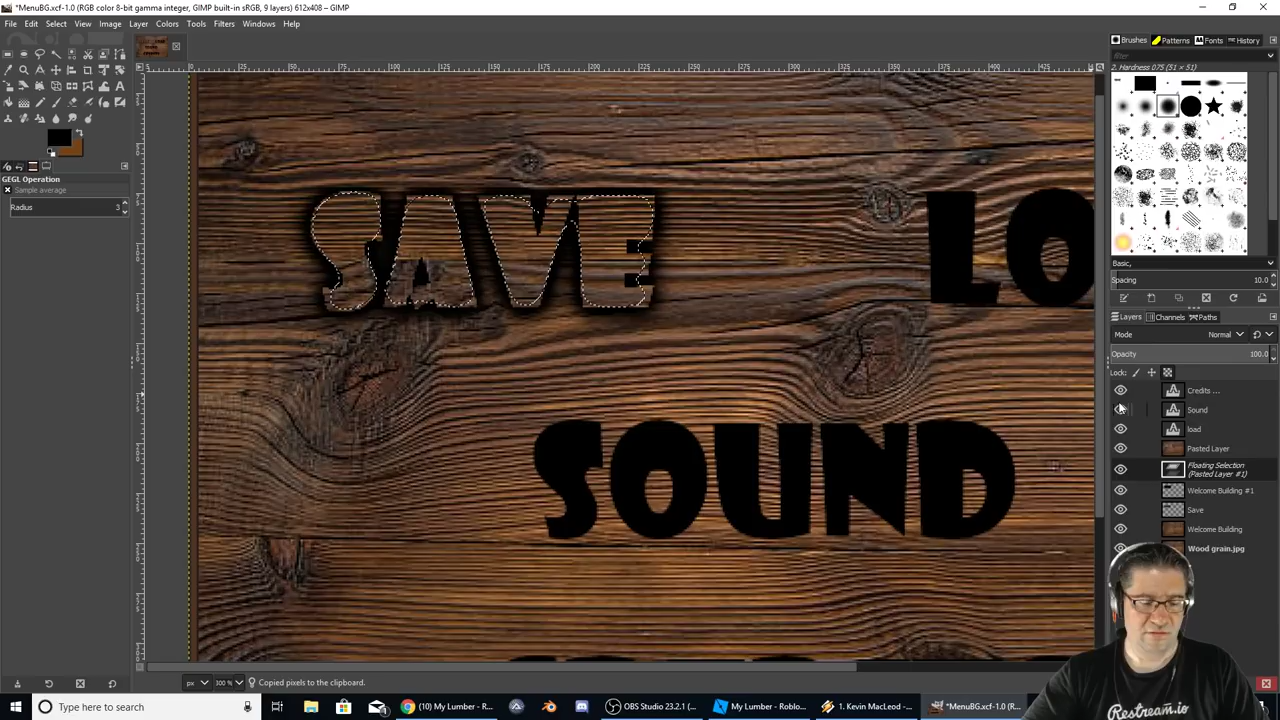 *MenuBG.xcf-1.0 (RGB color 8-bit gamma integer, GIMP built-in sRGB, 9 layers) 612x408 – GIMP
File Edit Select View Image Layer Colors Tools Filters Windows Help
Brushes Patterns Fonts History
filter
2. Hardness 075 (51 × 51)
GEGL Operation
Sample average
Radius 3
SAVE LO
SOUND
Basic,
Spacing 10.0
Layers Channels Paths
Mode Normal
Opacity 100.0
Lock:
Credits ...
Sound
load
Pasted Layer
Floating Selection
(Pasted Layer #1)
Welcome Building #1
Save
Welcome Building
Wood grain.jpg
px 100 % Copied pixels to the clipboard.
Type here to search
(10) My Lumber - R...
OBS Studio 23.2.1 (...
My Lumber - Roblo...
1. Kevin MacLeod - ...
*MenuBG.xcf-1.0 (R...
Restream.io